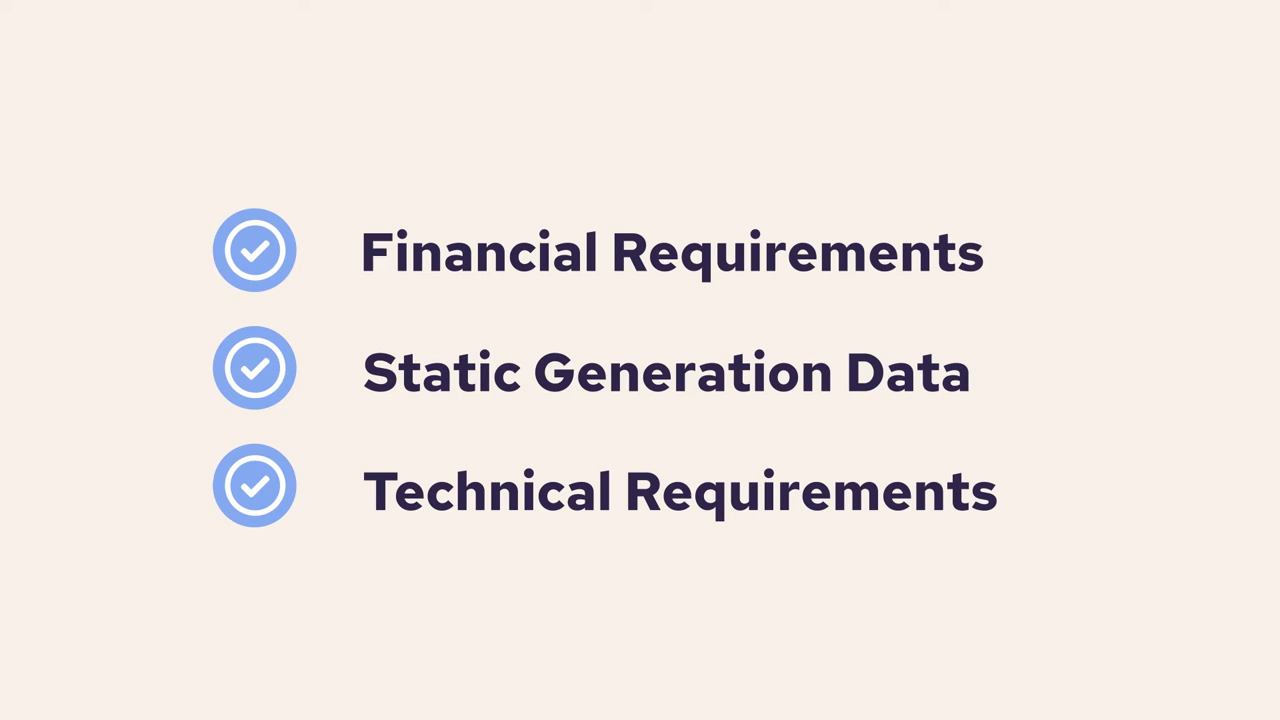 Financial Requirements
Static Generation Data
Technical Requirements